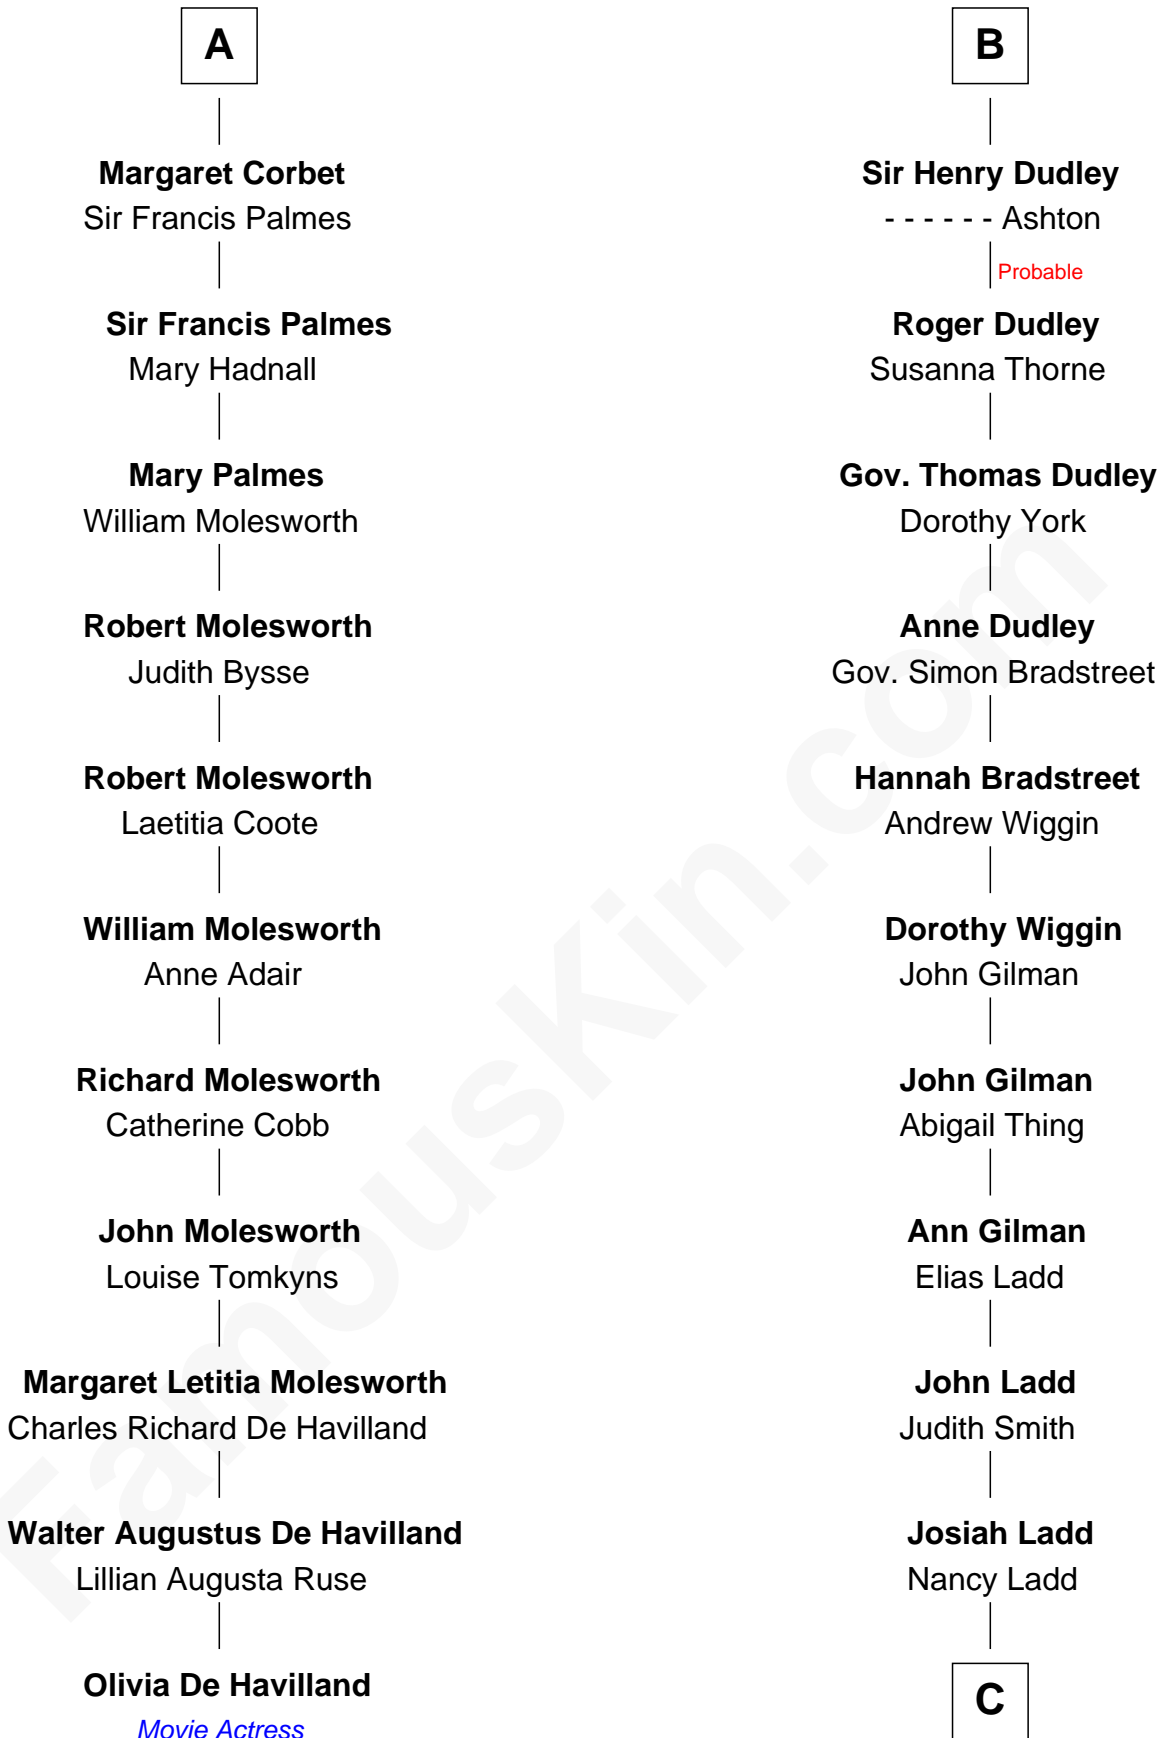 A
Margaret Corbet
Sir Francis Palmes
Sir Francis Palmes
Mary Hadnall
Mary Palmes
William Molesworth
Robert Molesworth
Judith Bysse
Robert Molesworth
Laetitia Coote
William Molesworth
Anne Adair
Richard Molesworth
Catherine Cobb
John Molesworth
Louise Tomkyns
Margaret Letitia Molesworth
Charles Richard De Havilland
Walter Augustus De Havilland
Lillian Augusta Ruse
Olivia De Havilland
Movie Actress
B
Sir Henry Dudley
- - - - - - Ashton
Probable
Roger Dudley
Susanna Thorne
Gov. Thomas Dudley
Dorothy York
Anne Dudley
Gov. Simon Bradstreet
Hannah Bradstreet
Andrew Wiggin
Dorothy Wiggin
John Gilman
John Gilman
Abigail Thing
Ann Gilman
Elias Ladd
John Ladd
Judith Smith
Josiah Ladd
Nancy Ladd
C
FamousKin.com